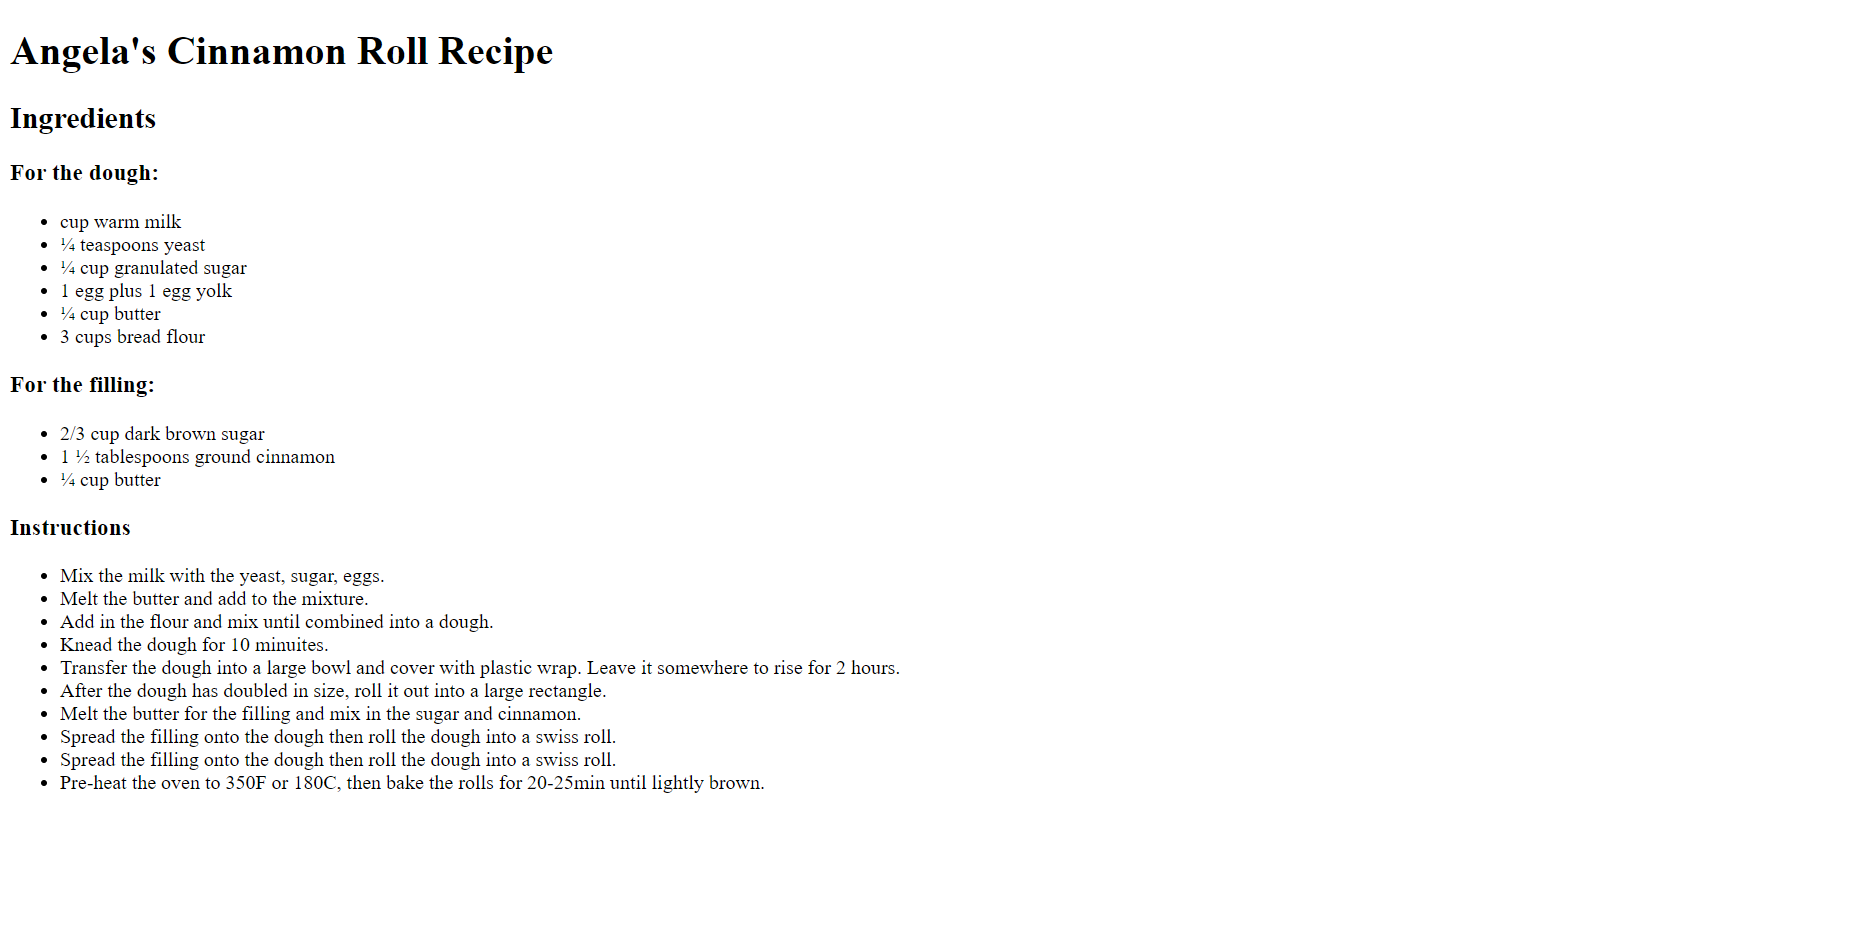 Angela's Cinnamon Roll Recipe
Ingredients
For the dough:
cup warm milk
¼ teaspoons yeast
¼ cup granulated sugar
1 egg plus 1 egg yolk
¼ cup butter
3 cups bread flour
For the filling:
2/3 cup dark brown sugar
1 ½ tablespoons ground cinnamon
¼ cup butter
Instructions
Mix the milk with the yeast, sugar, eggs.
Melt the butter and add to the mixture.
Add in the flour and mix until combined into a dough.
Knead the dough for 10 minuites.
Transfer the dough into a large bowl and cover with plastic wrap. Leave it somewhere to rise for 2 hours.
After the dough has doubled in size, roll it out into a large rectangle.
Melt the butter for the filling and mix in the sugar and cinnamon.
Spread the filling onto the dough then roll the dough into a swiss roll.
Spread the filling onto the dough then roll the dough into a swiss roll.
Pre-heat the oven to 350F or 180C, then bake the rolls for 20-25min until lightly brown.